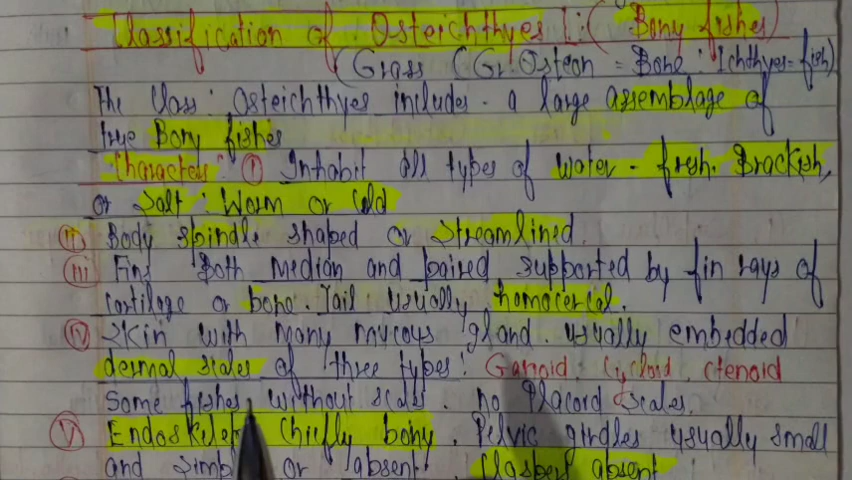 Classification of Osteichthyes :- ( Bony fishes)
(Grass (Gr. Osteon = Bone : Ichthyes = fish)
The Class : Osteichthyes includes . a large assemblage of
true Bony fishes
Characters : (i) Inhabit all types of water - fresh. Brackish,
or Salt : Warm or Cold
(ii) Body spindle shaped or streamlined.
(iii) Fins Both Median and paired supported by fin rays of
cartilage or bone. Tail usually homocercal.
(iv) Skin with many mucous gland. usually embedded
dermal scales of three types : Ganoid. Cycloid. ctenoid
Some fishes without scales. no Placoid scales.
(v) Endoskelet chiefly bony. Pelvic girdles usually small
and simpl or absent. Claspers absent